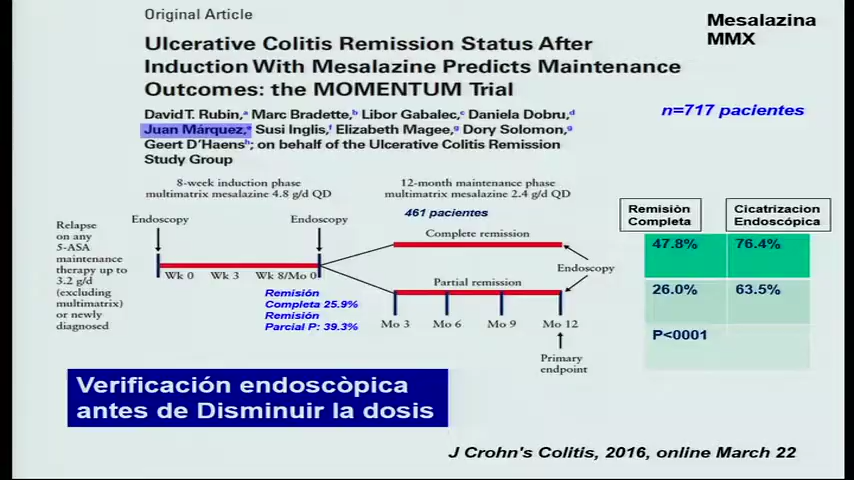 Original Article
Mesalazina
MMX
Ulcerative Colitis Remission Status After
Induction With Mesalazine Predicts Maintenance
Outcomes: the MOMENTUM Trial
David T. Rubin,ᵃ Marc Bradette,ᵇ Libor Gabalec,ᶜ Daniela Dobru,ᵈ
Juan Márquez,ᵉ Susi Inglis,ᶠ Elizabeth Magee,ᵍ Dory Solomon,ᵍ
Geert D'Haensʰ; on behalf of the Ulcerative Colitis Remission
Study Group
n=717 pacientes
8-week induction phase
multimatrix mesalazine 4.8 g/d QD
12-month maintenance phase
multimatrix mesalazine 2.4 g/d QD
461 pacientes
Relapse
on any
5-ASA
maintenance
therapy up to
3.2 g/d
(excluding
multimatrix)
or newly
diagnosed
Endoscopy
Endoscopy
Wk 0 Wk 3 Wk 8/Mo 0
Remisión
Completa 25.9%
Remisión
Parcial P: 39.3%
Complete remission
Endoscopy
Partial remission
Mo 3 Mo 6 Mo 9 Mo 12
Primary
endpoint
Remisiòn
Completa
Cicatrizacion
Endoscópica
47.8% 76.4%
26.0% 63.5%
P<0001
Verificación endoscòpica
antes de Disminuir la dosis
J Crohn's Colitis, 2016, online March 22